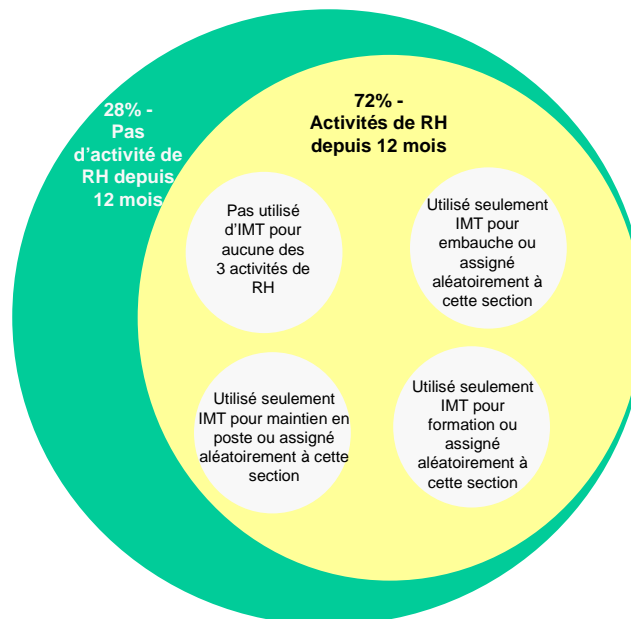 28% -
Pas
d'activité de
RH depuis
12 mois
72% -
Activités de RH
depuis 12 mois
Pas utilisé
d'IMT pour
aucune des
3 activités de
RH
Utilisé seulement
IMT pour
embauche ou
assigné
aléatoirement à
cette section
Utilisé seulement
IMT pour maintien en
poste ou assigné
aléatoirement à cette
section
Utilisé seulement
IMT pour
formation ou
assigné
aléatoirement à
cette section